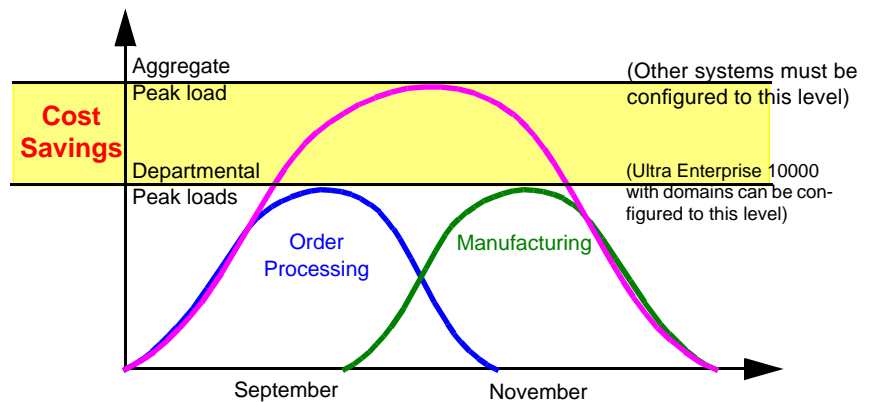 Aggregate
Peak load
(Other systems must be
configured to this level)
Cost
Savings
Departmental
Peak loads
(Ultra Enterprise 10000
with domains can be con-
figured to this level)
Order
Processing
Manufacturing
September
November